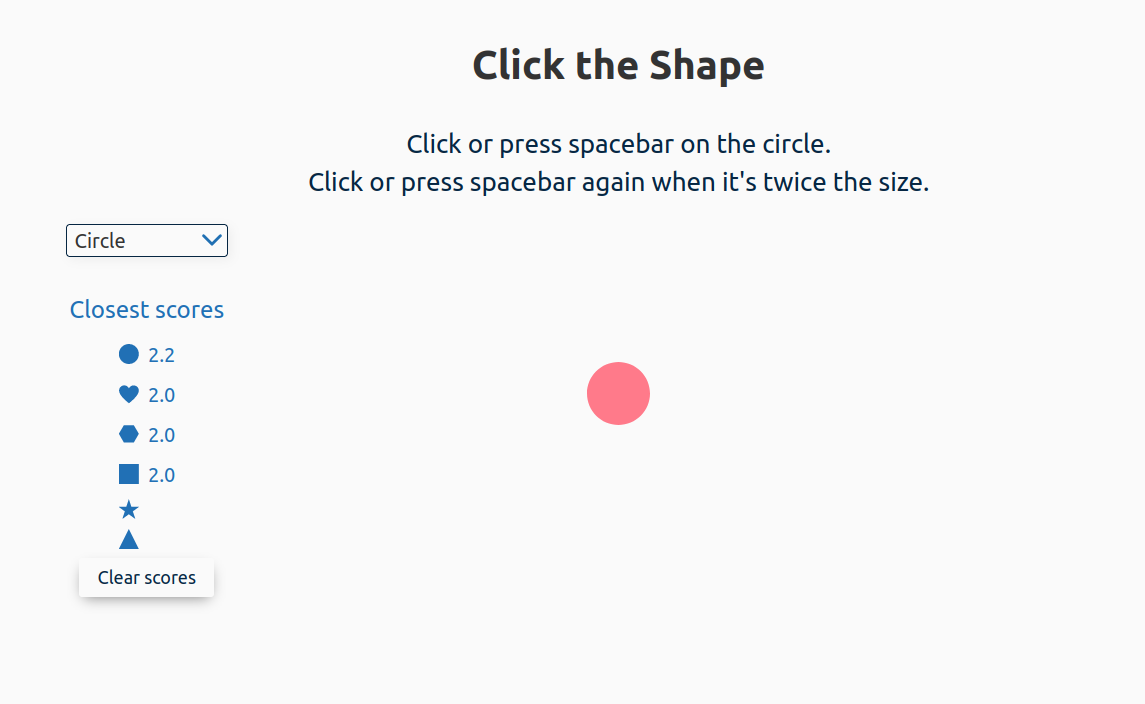 Click the Shape
Click or press spacebar on the circle.
Click or press spacebar again when it's twice the size.
Circle
Closest scores
2.2
2.0
2.0
2.0
Clear scores